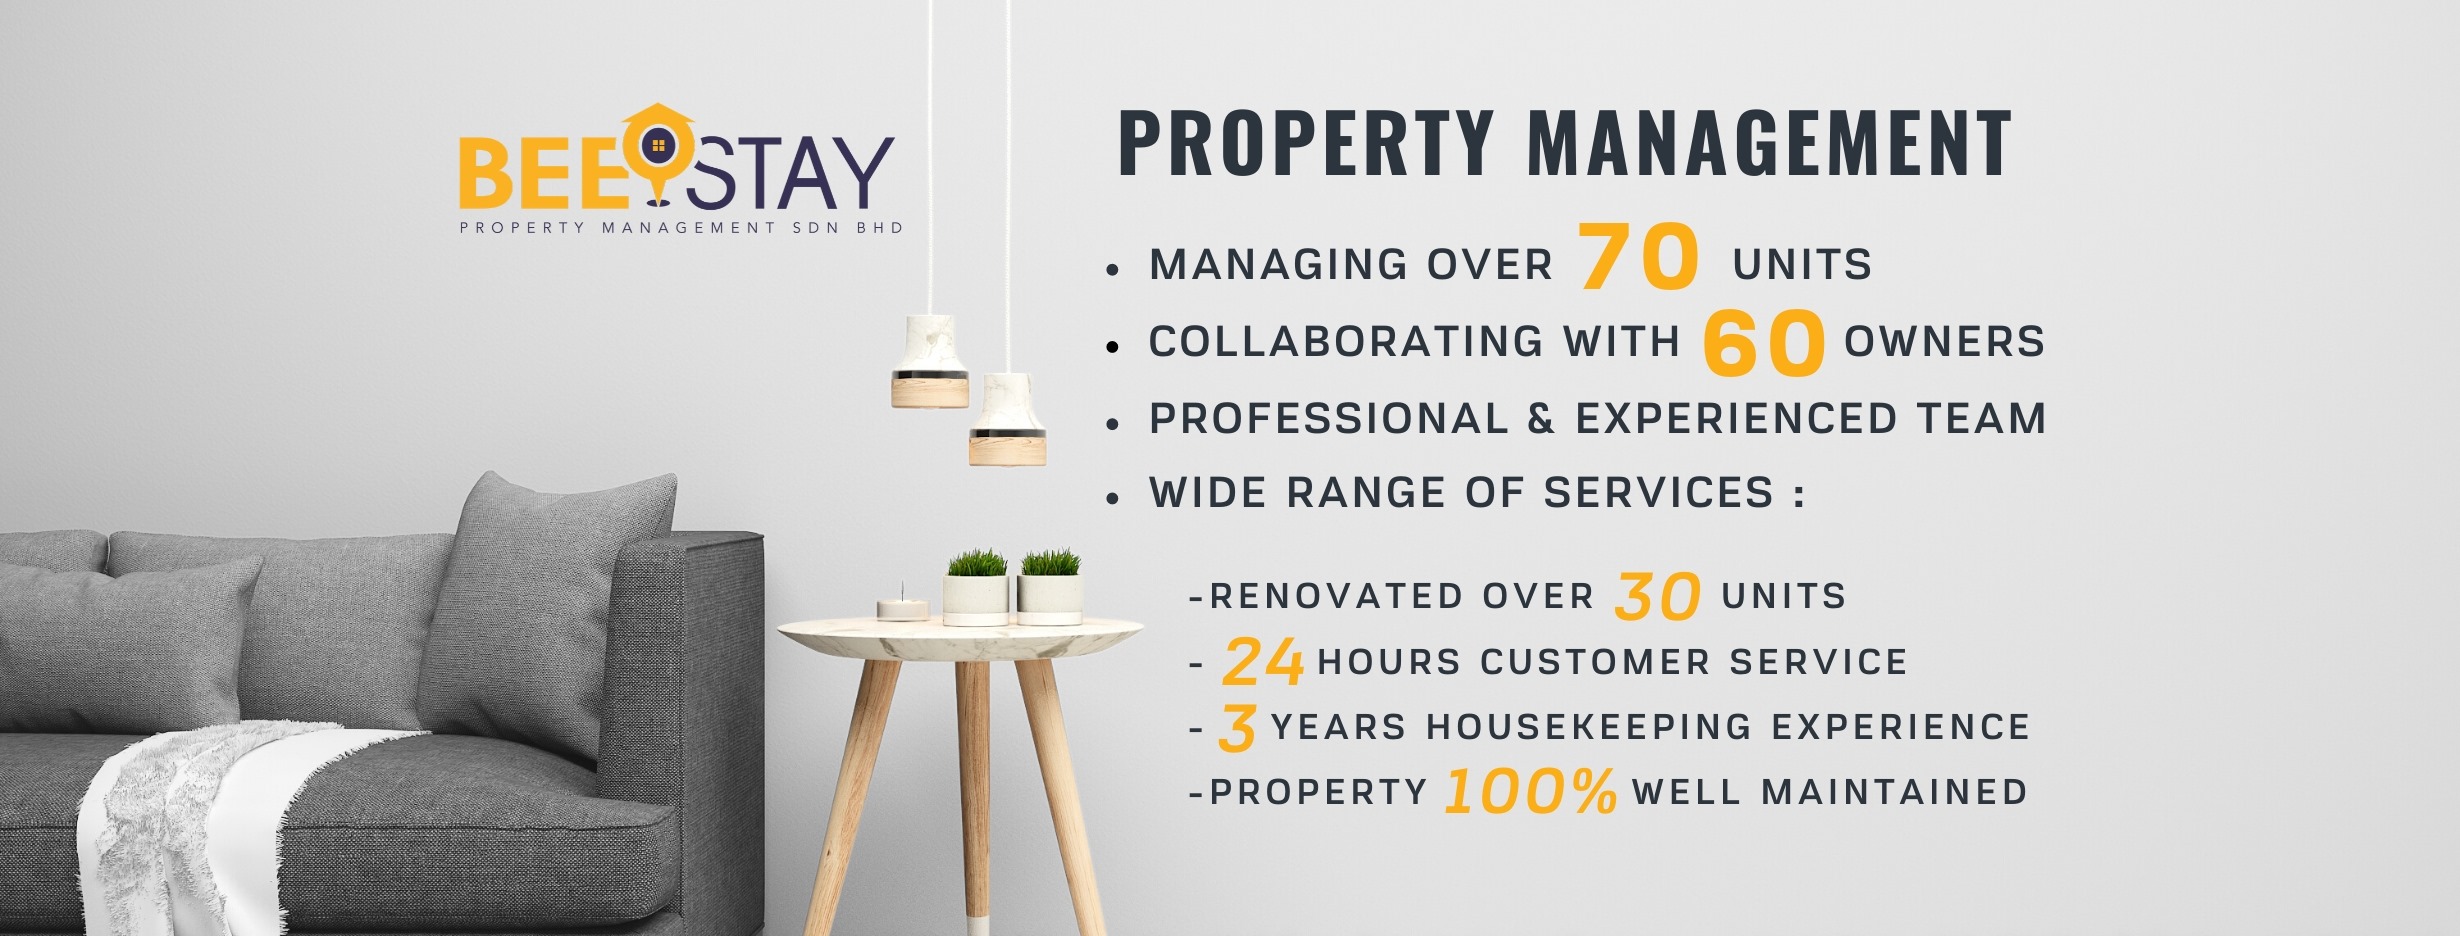 BEE STAY
PROPERTY MANAGEMENT SDN BHD
PROPERTY MANAGEMENT
• MANAGING OVER 70 UNITS
• COLLABORATING WITH 60 OWNERS
• PROFESSIONAL & EXPERIENCED TEAM
• WIDE RANGE OF SERVICES :
-RENOVATED OVER 30 UNITS
- 24 HOURS CUSTOMER SERVICE
- 3 YEARS HOUSEKEEPING EXPERIENCE
-PROPERTY 100% WELL MAINTAINED